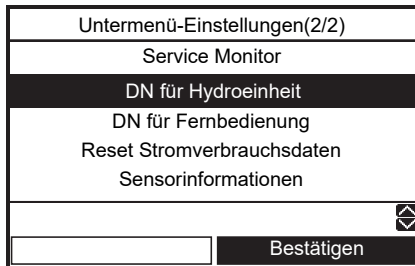 Untermenü-Einstellungen(2/2)
Service Monitor
DN für Hydroeinheit
DN für Fernbedienung
Reset Stromverbrauchsdaten
Sensorinformationen
Bestätigen